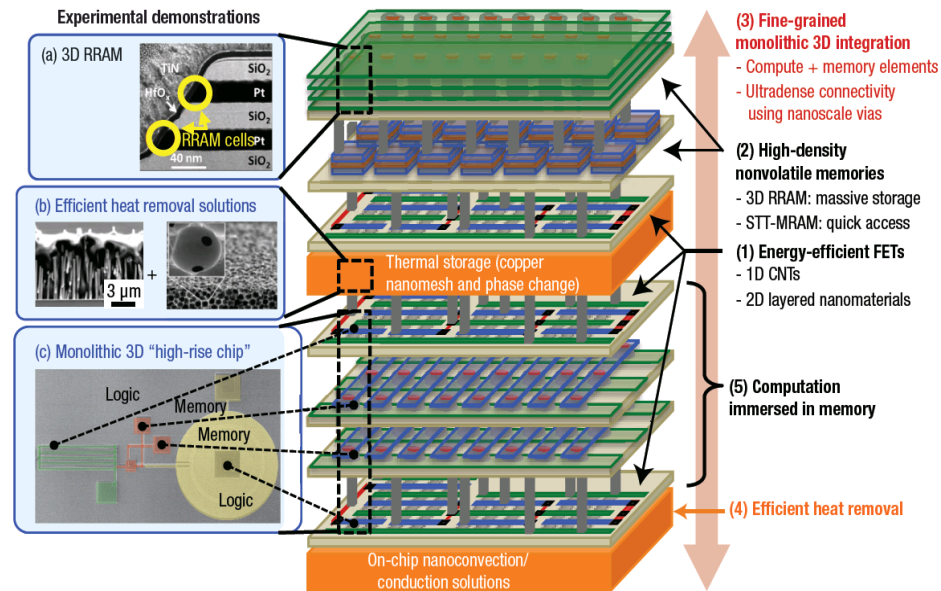 Experimental demonstrations
(a) 3D RRAM
TiN
HfOₓ
SiO₂
Pt
SiO₂
Pt
SiO₂
RRAM cells
40 nm
(b) Efficient heat removal solutions
3 μm
+
(c) Monolithic 3D “high-rise chip”
Logic
Memory
Memory
Logic
Thermal storage (copper
nanomesh and phase change)
On-chip nanoconvection/
conduction solutions
(3) Fine-grained
monolithic 3D integration
- Compute + memory elements
- Ultradense connectivity
using nanoscale vias
(2) High-density
nonvolatile memories
- 3D RRAM: massive storage
- STT-MRAM: quick access
(1) Energy-efficient FETs
- 1D CNTs
- 2D layered nanomaterials
(5) Computation
immersed in memory
(4) Efficient heat removal